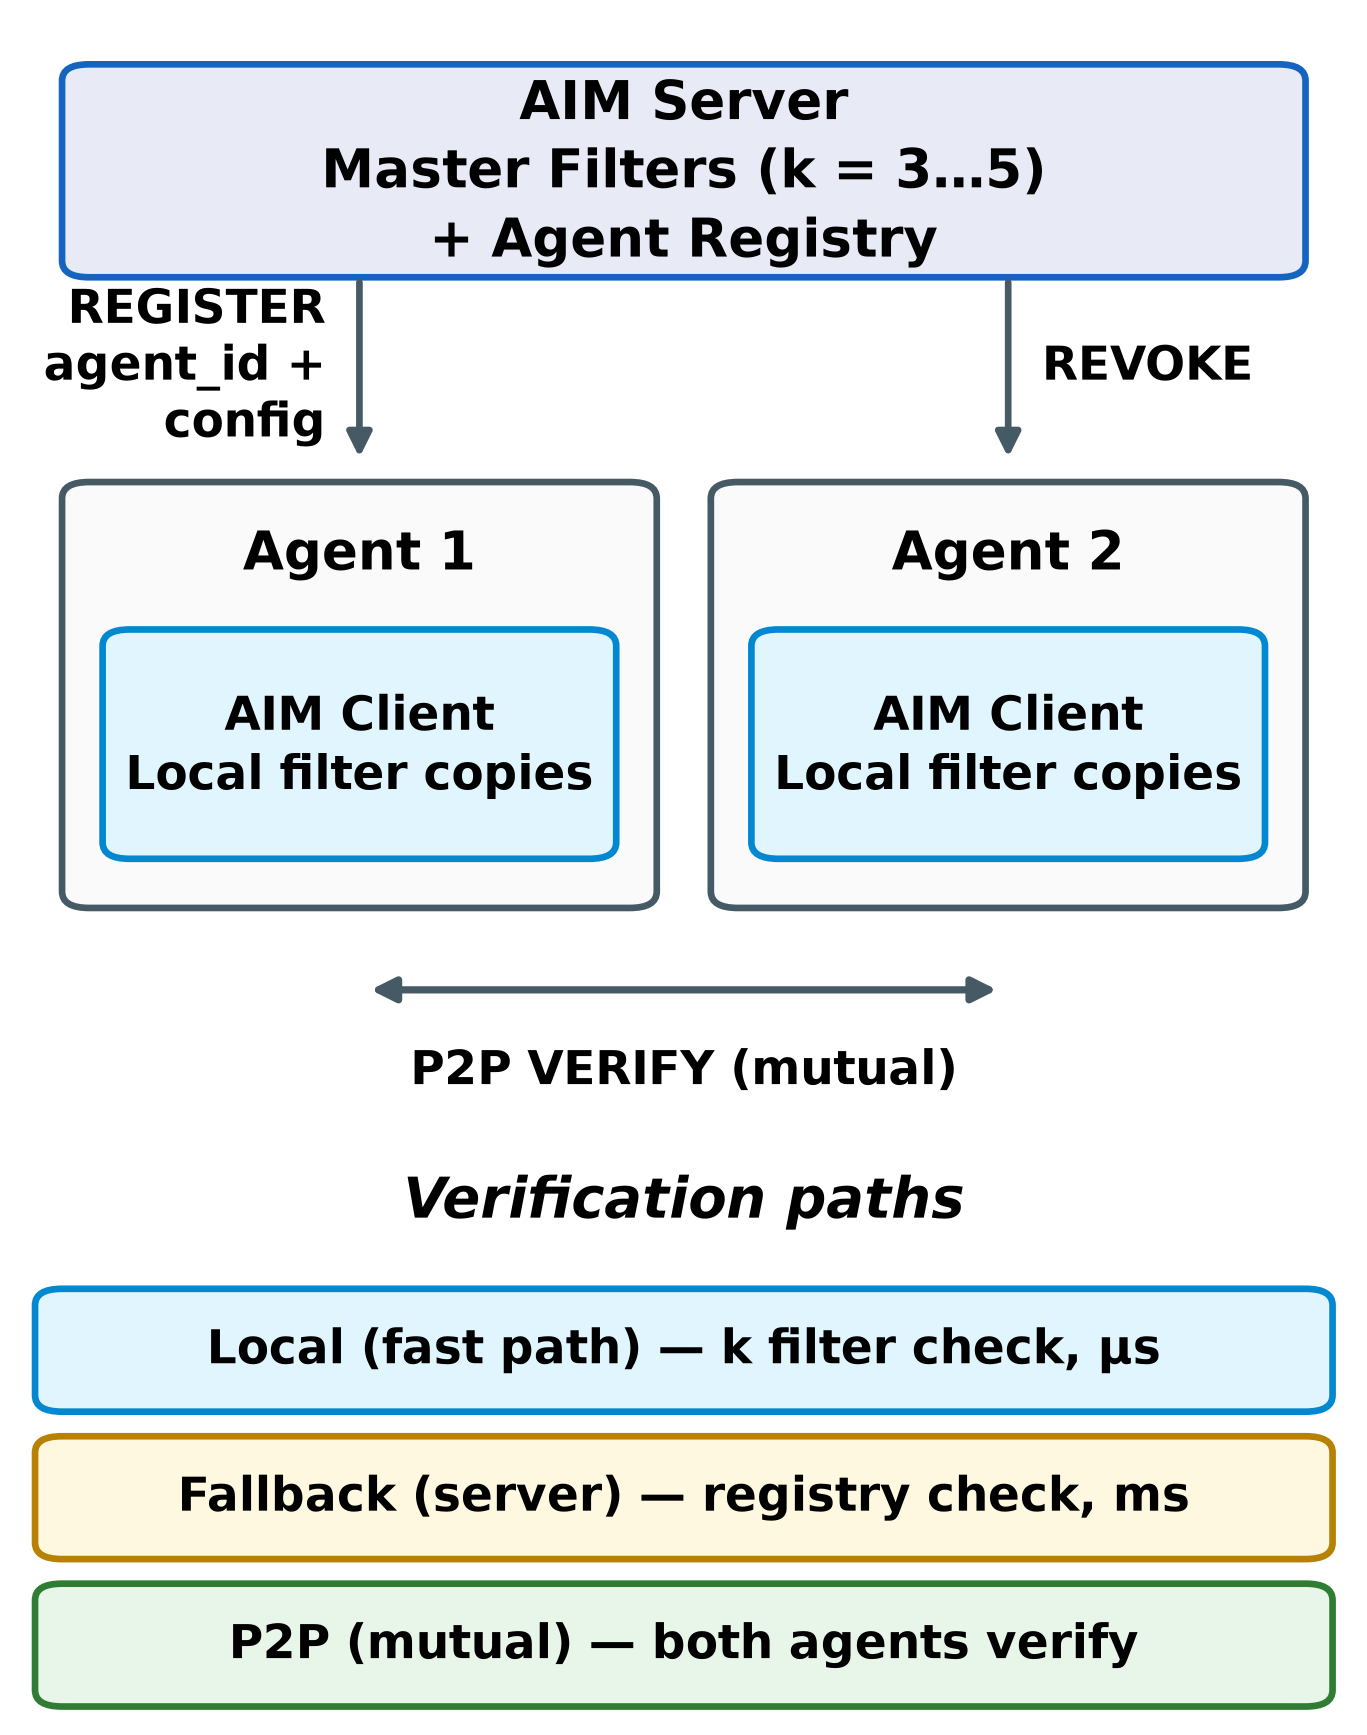 AIM Server
Master Filters (k = 3…5)
+ Agent Registry
REGISTER
agent_id +
config
REVOKE
Agent 1
AIM Client
Local filter copies
Agent 2
AIM Client
Local filter copies
P2P VERIFY (mutual)
Verification paths
Local (fast path) — k filter check, µs
Fallback (server) — registry check, ms
P2P (mutual) — both agents verify